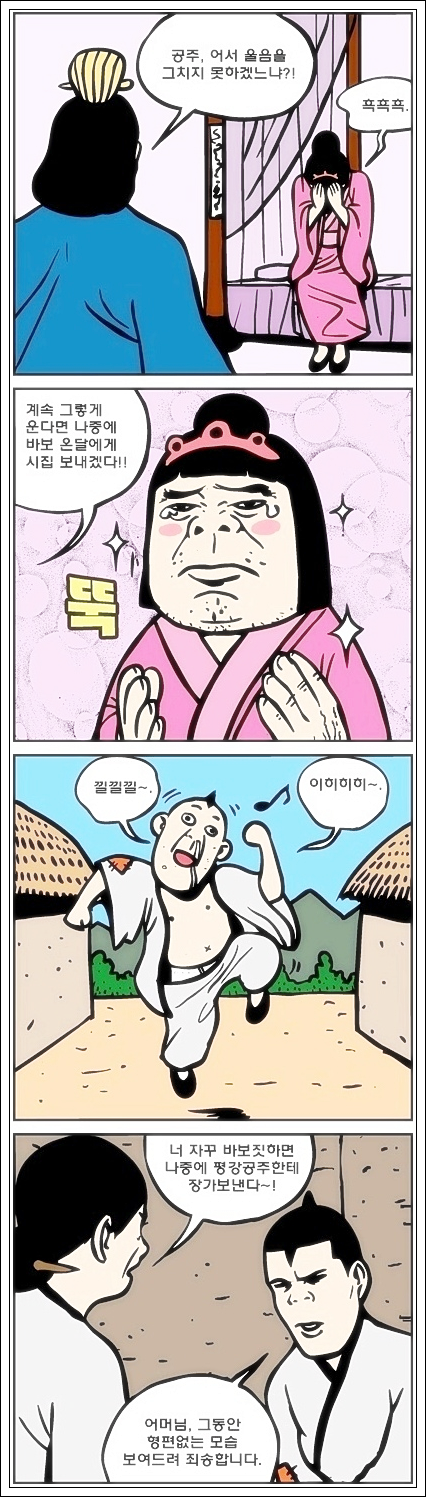 공주, 어서 울음을
그치지 못하겠느냐?!
흑흑흑.
계속 그렇게
운다면 나중에
바보 온달에게
시집 보내겠다!!
뚝
낄낄낄~.
이히히히~.
너 자꾸 바보짓하면
나중에 평강공주한테
장가보낸다~!
어머님, 그동안
형편없는 모습
보여드려 죄송합니다.